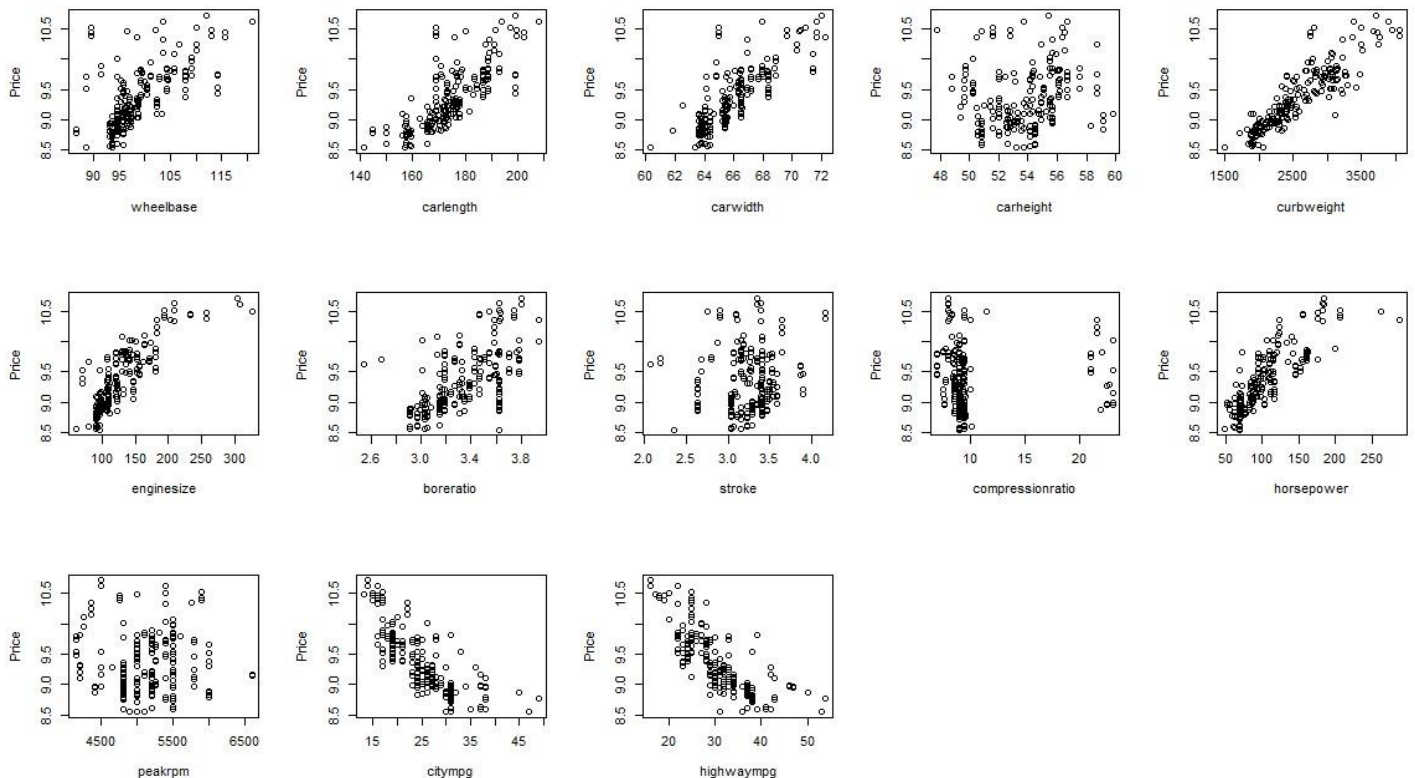 Price
8.5 9.0 9.5 10.5
90 95 105 115
wheelbase
Price
8.5 9.0 9.5 10.5
140 160 180 200
carlength
Price
8.5 9.0 9.5 10.5
60 62 64 66 68 70 72
carwidth
Price
8.5 9.0 9.5 10.5
48 50 52 54 56 58 60
carheight
Price
8.5 9.0 9.5 10.5
1500 2500 3500
curbweight
Price
8.5 9.0 9.5 10.5
100 150 200 250 300
enginesize
Price
8.5 9.0 9.5 10.5
2.6 3.0 3.4 3.8
boreratio
Price
8.5 9.0 9.5 10.5
2.0 2.5 3.0 3.5 4.0
stroke
Price
8.5 9.0 9.5 10.5
10 15 20
compressionratio
Price
8.5 9.0 9.5 10.5
50 100 150 200 250
horsepower
Price
8.5 9.0 9.5 10.5
4500 5500 6500
peakrpm
Price
8.5 9.0 9.5 10.5
15 25 35 45
citympg
Price
8.5 9.0 9.5 10.5
20 30 40 50
highwaympg